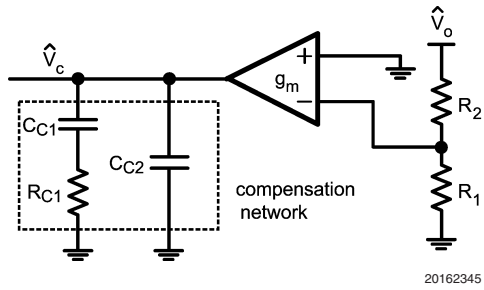 V̂c
V̂o
+
gm
−
R2
CC1
CC2
RC1
R1
compensation
network
20162345